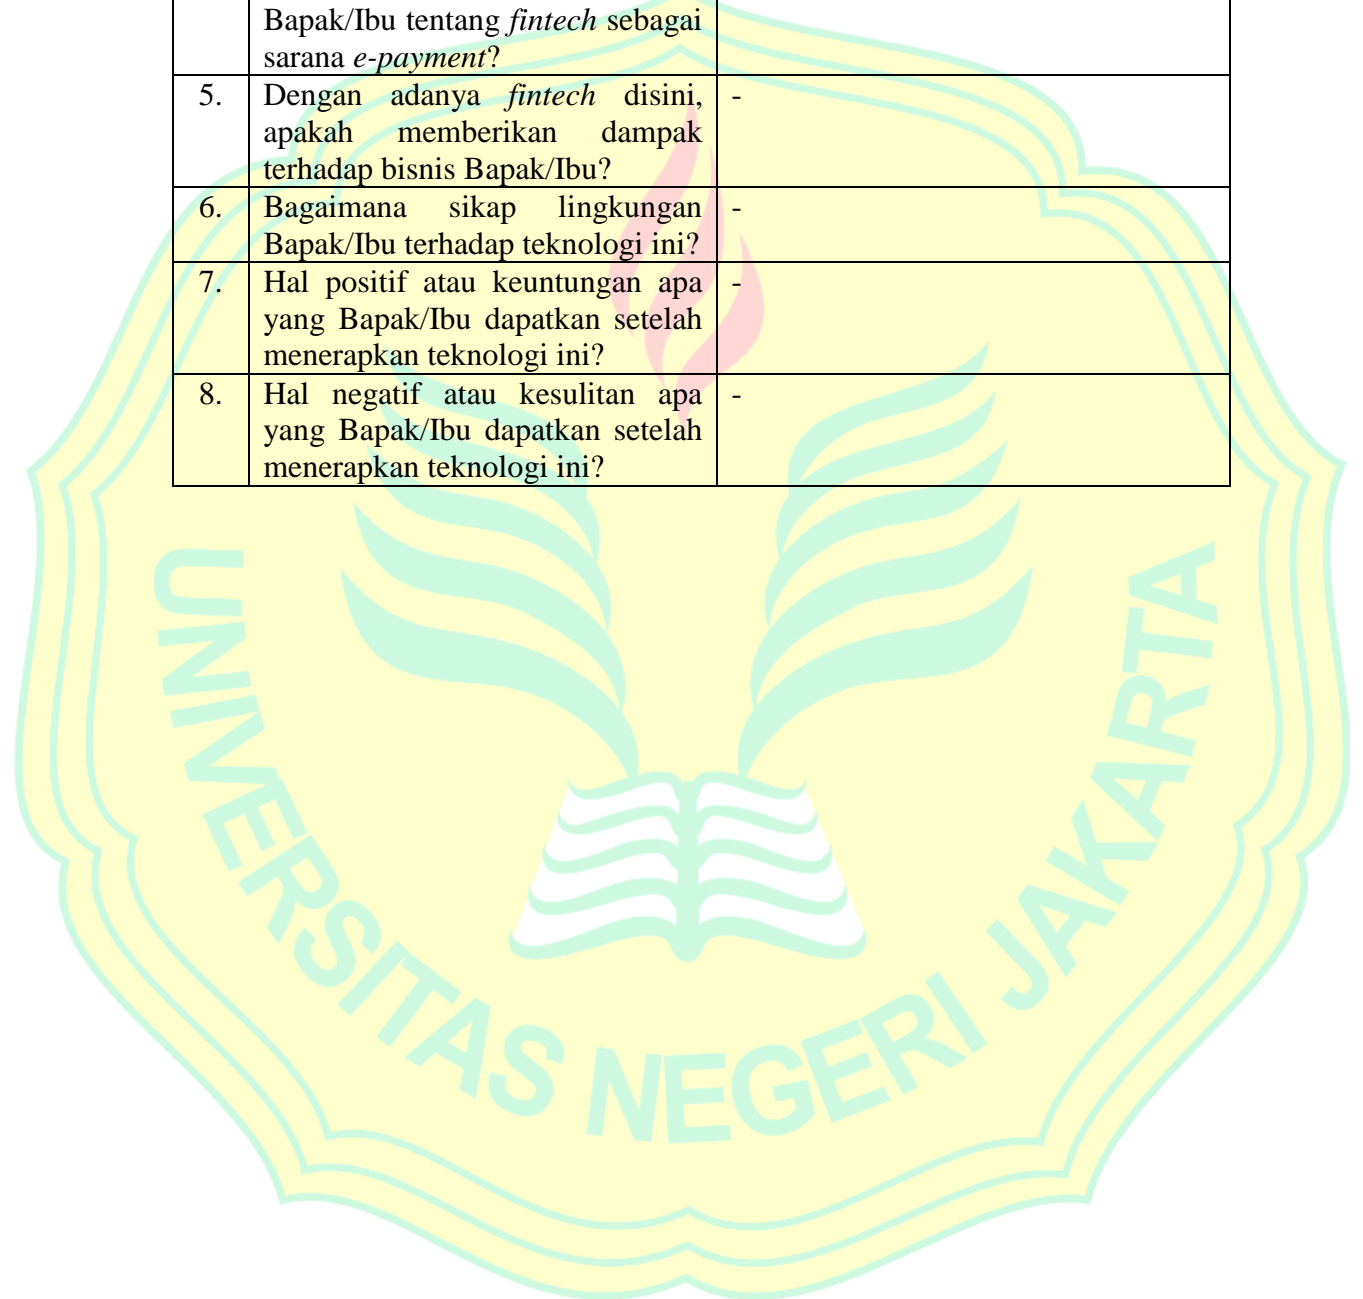 Bapak/Ibu tentang fintech sebagai
sarana e-payment?
5. Dengan adanya fintech disini, -
apakah memberikan dampak
terhadap bisnis Bapak/Ibu?
6. Bagaimana sikap lingkungan -
Bapak/Ibu terhadap teknologi ini?
7. Hal positif atau keuntungan apa -
yang Bapak/Ibu dapatkan setelah
menerapkan teknologi ini?
8. Hal negatif atau kesulitan apa -
yang Bapak/Ibu dapatkan setelah
menerapkan teknologi ini?
UNIVERSITAS NEGERI JAKARTA